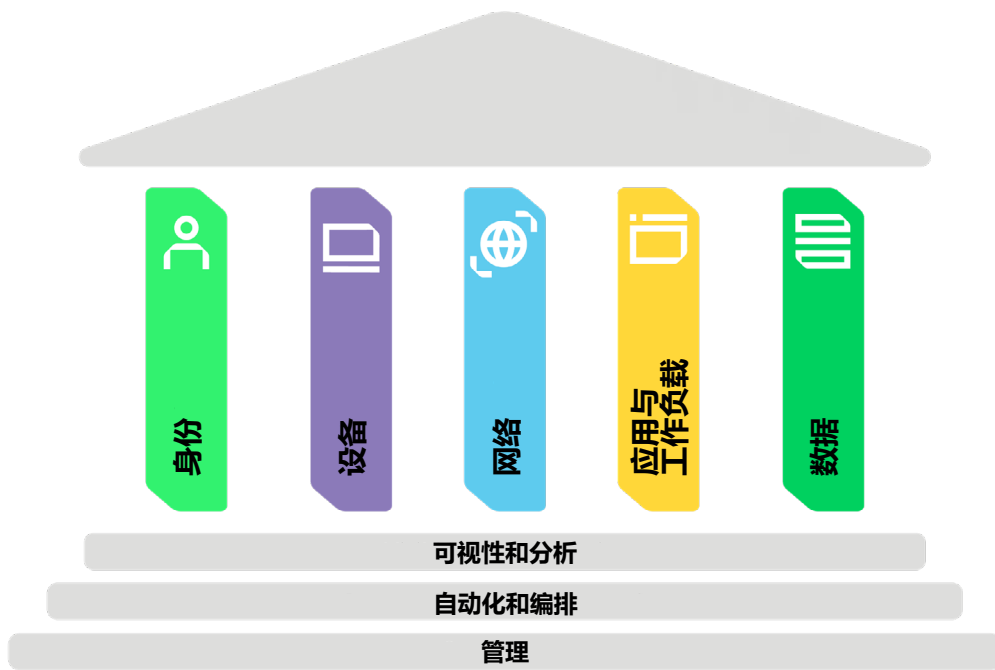 身份
设备
网络
应用与
工作负载
数据
可视性和分析
自动化和编排
管理